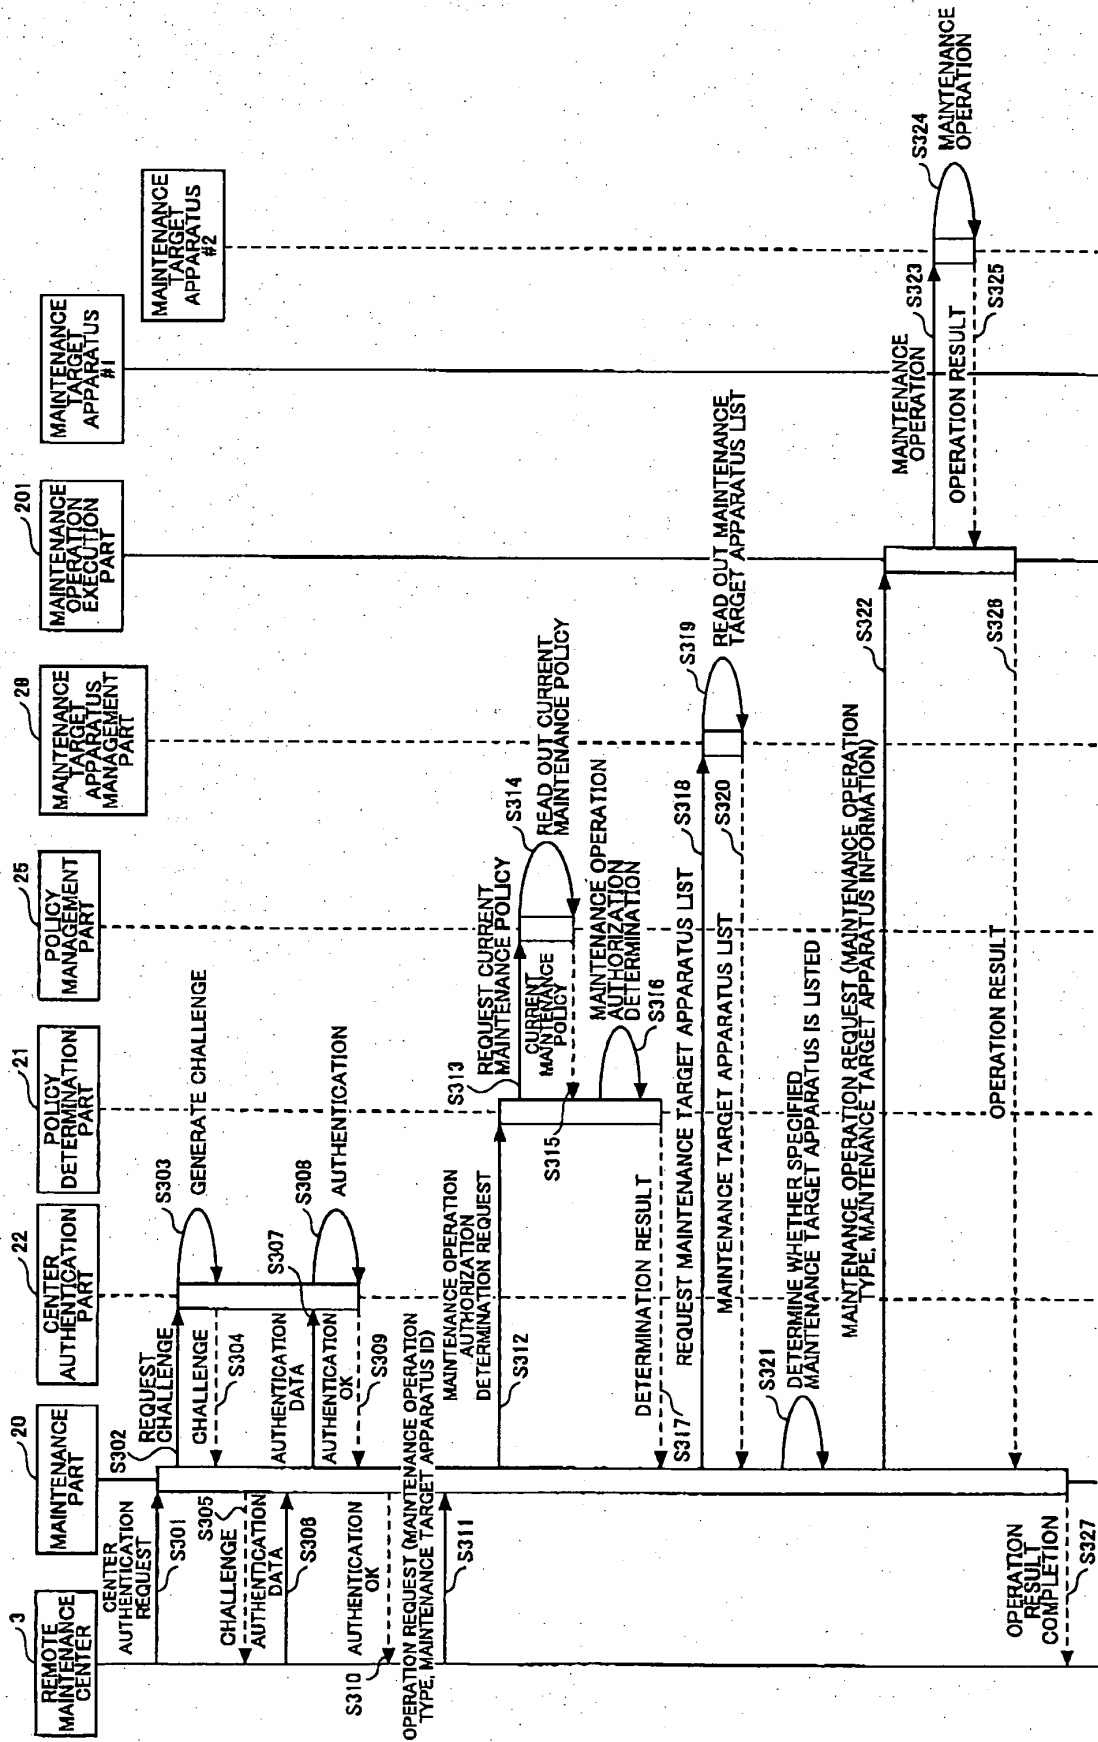 3
REMOTE
MAINTENANCE
CENTER
20
MAINTENANCE
PART
22
CENTER
AUTHENTICATION
PART
21
POLICY
DETERMINATION
PART
25
POLICY
MANAGEMENT
PART
28
MAINTENANCE
TARGET
APPARATUS
MANAGEMENT
PART
201
MAINTENANCE
OPERATION
EXECUTION
PART
MAINTENANCE
TARGET
APPARATUS
#1
MAINTENANCE
TARGET
APPARATUS
#2
CENTER
AUTHENTICATION
REQUEST
S301
S302
REQUEST
CHALLENGE
S303
GENERATE CHALLENGE
CHALLENGE
S304
S305
CHALLENGE
AUTHENTICATION
DATA
S306
AUTHENTICATION
DATA
S307
S308
AUTHENTICATION
AUTHENTICATION
OK
S309
AUTHENTICATION
OK
S310
OPERATION REQUEST (MAINTENANCE OPERATION
TYPE, MAINTENANCE TARGET APPARATUS ID)
S311
MAINTENANCE OPERATION
AUTHORIZATION
DETERMINATION REQUEST
S312
S313
REQUEST CURRENT
MAINTENANCE POLICY
S314
READ OUT CURRENT
MAINTENANCE POLICY
CURRENT
MAINTENANCE
POLICY
S315
MAINTENANCE OPERATION
AUTHORIZATION
DETERMINATION
S316
DETERMINATION RESULT
S317
REQUEST MAINTENANCE TARGET APPARATUS LIST
S318
S319
READ OUT MAINTENANCE
TARGET APPARATUS LIST
MAINTENANCE TARGET APPARATUS LIST
S320
S321
DETERMINE WHETHER SPECIFIED
MAINTENANCE TARGET APPARATUS IS LISTED
MAINTENANCE OPERATION REQUEST (MAINTENANCE OPERATION
TYPE, MAINTENANCE TARGET APPARATUS INFORMATION)
S322
MAINTENANCE
OPERATION
S323
S324
MAINTENANCE
OPERATION
OPERATION RESULT
S325
OPERATION RESULT
S326
OPERATION
RESULT
COMPLETION
S327